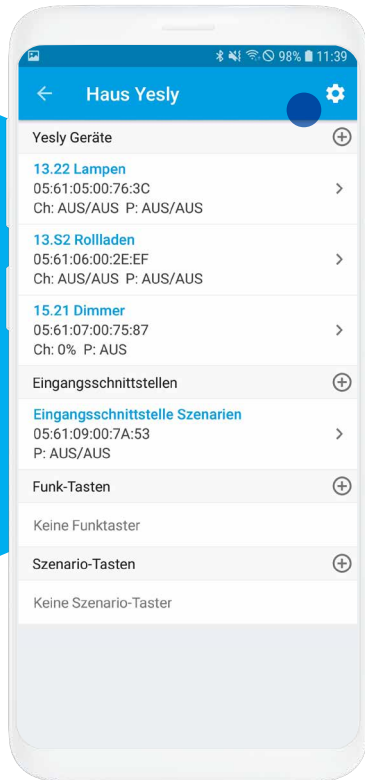 98% 11:39
Haus Yesly
Yesly Geräte
13.22 Lampen
05:61:05:00:76:3C
Ch: AUS/AUS P: AUS/AUS
13.S2 Rollladen
05:61:06:00:2E:EF
Ch: AUS/AUS P: AUS/AUS
15.21 Dimmer
05:61:07:00:75:87
Ch: 0% P: AUS
Eingangsschnittstellen
Eingangsschnittstelle Szenarien
05:61:09:00:7A:53
P: AUS/AUS
Funk-Tasten
Keine Funktaster
Szenario-Tasten
Keine Szenario-Taster